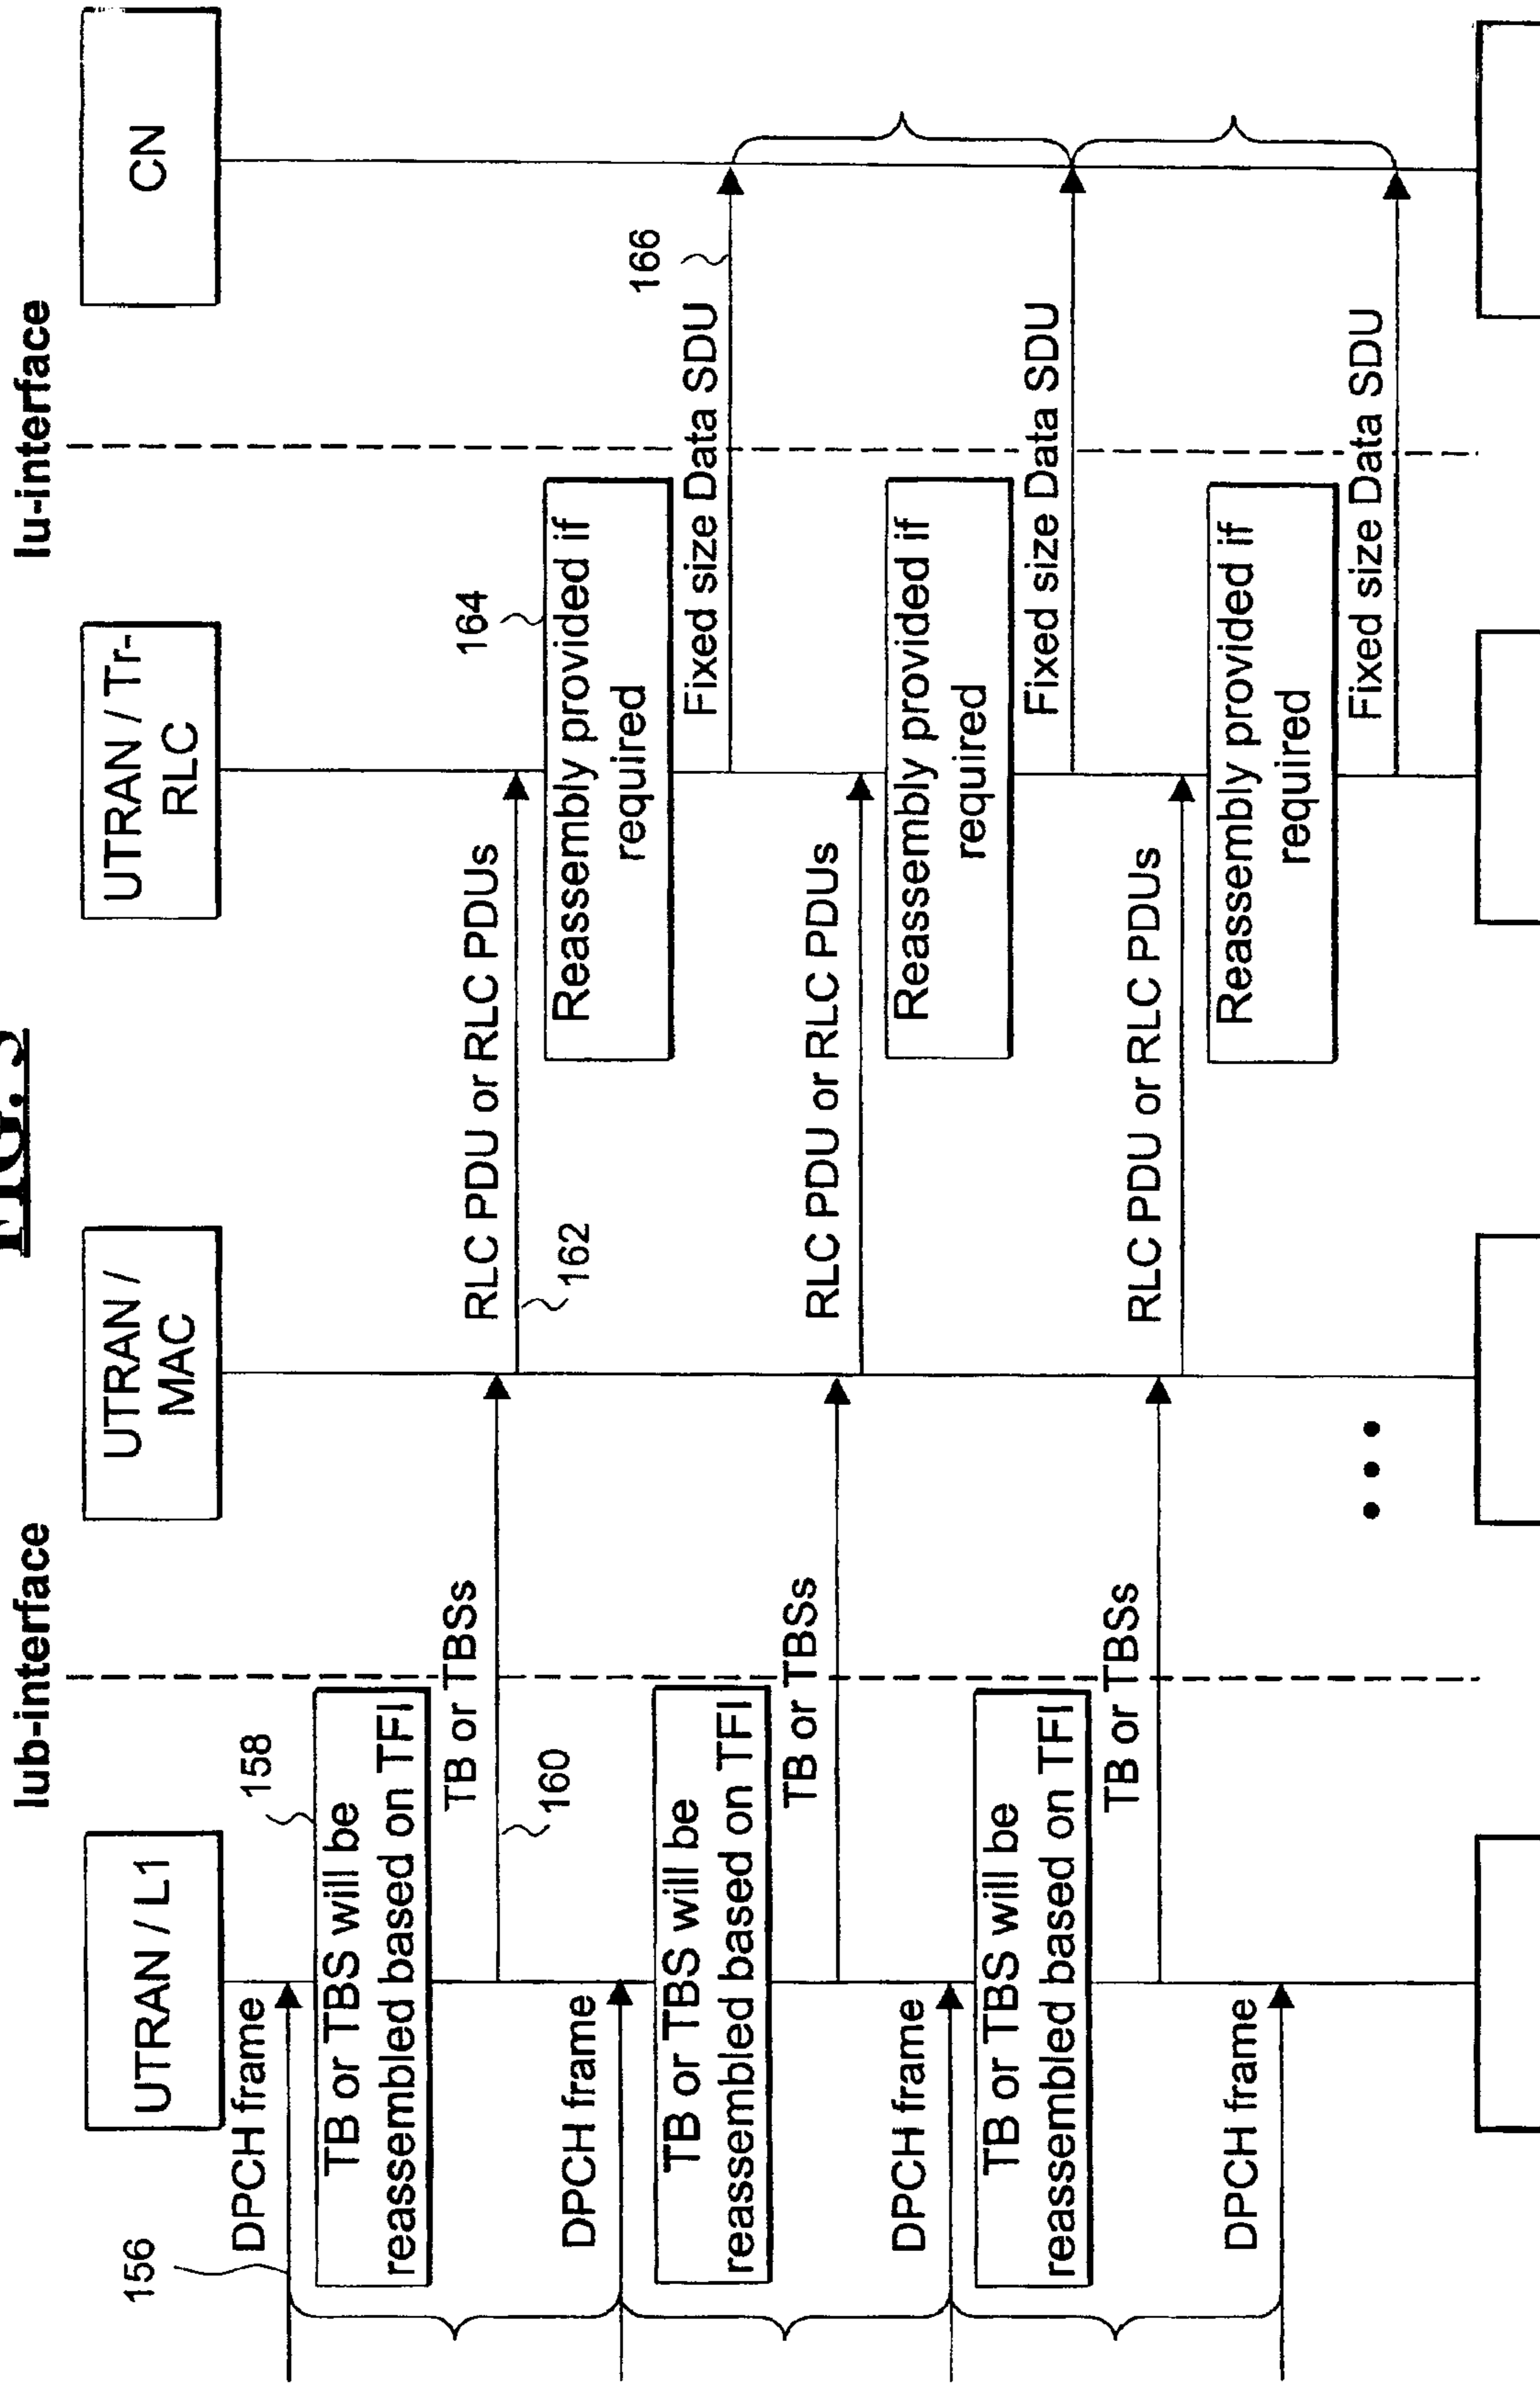 FIG. 5
Iub-interface
Iu-interface
UTRAN / L1
UTRAN /
MAC
UTRAN / Tr-
RLC
CN
156
DPCH frame
158
TB or TBS will be
reassembled based on TFI
TB or TBSs
160
RLC PDU or RLC PDUs
162
164
Reassembly provided if
required
Fixed size Data SDU
166
DPCH frame
TB or TBS will be
reassembled based on TFI
TB or TBSs
RLC PDU or RLC PDUs
Reassembly provided if
required
Fixed size Data SDU
DPCH frame
TB or TBS will be
reassembled based on TFI
TB or TBSs
RLC PDU or RLC PDUs
Reassembly provided if
required
Fixed size Data SDU
DPCH frame